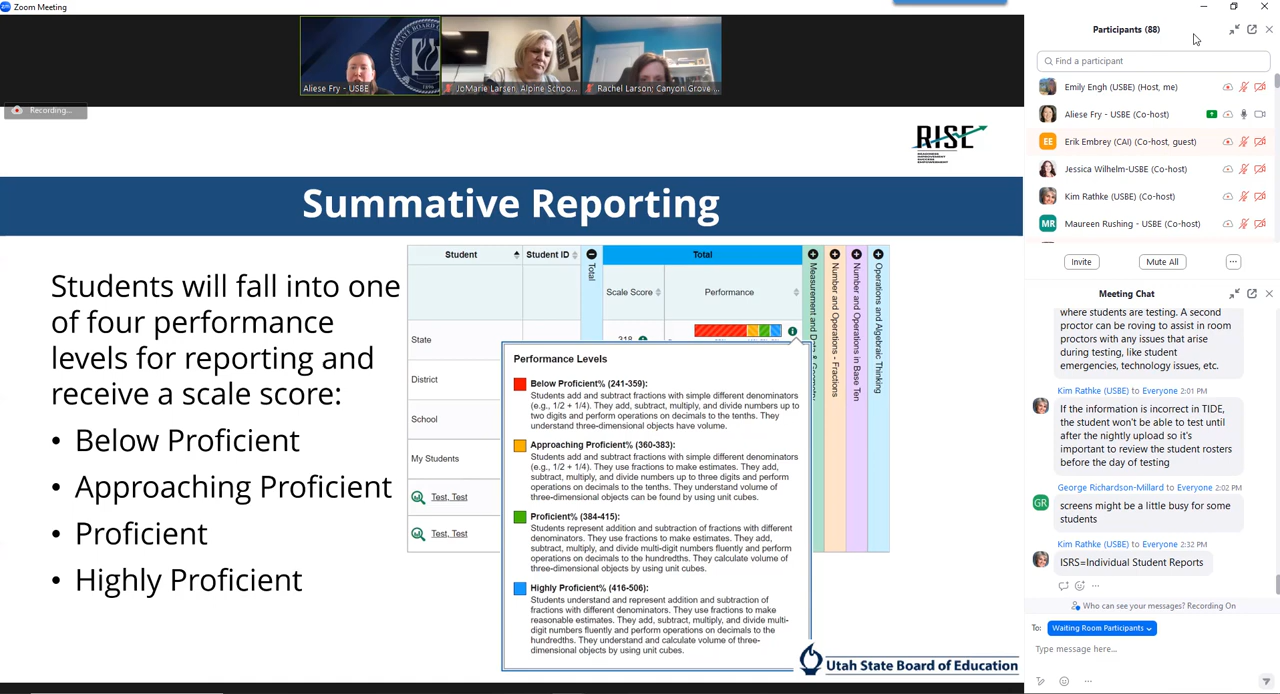 Zoom Meeting
Aliese Fry - USBE
JoMarie Larsen, Alpine Schoo...
Rachel Larson; Canyon Grove ...
Recording...
RISE
Summative Reporting
Students will fall into one
of four performance
levels for reporting and
receive a scale score:
• Below Proficient
• Approaching Proficient
• Proficient
• Highly Proficient
Student
Student ID
Total
Total
Scale Score
Performance
Measurement and Data & Geometry
Number and Operations - Fractions
Number and Operations in Base Ten
Operations and Algebraic Thinking
State
318
District
School
My Students
Test, Test
Test, Test
Performance Levels
Below Proficient% (241-359):
Students add and subtract fractions with simple different denominators
(e.g., 1/2 + 1/4). They add, subtract, multiply, and divide numbers up to
two digits and perform operations on decimals to the tenths. They
understand three-dimensional objects have volume.
Approaching Proficient% (360-383):
Students add and subtract fractions with simple different denominators
(e.g., 1/2 + 1/4). They use fractions to make estimates. They add,
subtract, multiply, and divide numbers up to three digits and perform
operations on decimals to the tenths. They understand volume of
three-dimensional objects can be found by using unit cubes.
Proficient% (384-415):
Students represent addition and subtraction of fractions with different
denominators. They use fractions to make estimates. They add,
subtract, multiply, and divide multi-digit numbers fluently and perform
operations on decimals to the hundredths. They calculate volume of
three-dimensional objects by using unit cubes.
Highly Proficient% (416-506):
Students understand and represent addition and subtraction of
fractions with different denominators. They use fractions to make
reasonable estimates. They add, subtract, multiply, and divide multi-
digit numbers fluently and perform operations on decimals to the
hundredths. They understand and calculate volume of three-
dimensional objects by using unit cubes.
Utah State Board of Education
Participants (88)
Find a participant
Emily Engh (USBE) (Host, me)
Aliese Fry - USBE (Co-host)
EE
Erik Embrey (CAI) (Co-host, guest)
Jessica Wilhelm-USBE (Co-host)
Kim Rathke (USBE) (Co-host)
MR
Maureen Rushing - USBE (Co-host)
Invite
Mute All
...
Meeting Chat
where students are testing. A second
proctor can be roving to assist in room
proctors with any issues that arise
during testing, like student
emergencies, technology issues, etc.
Kim Rathke (USBE) to Everyone 2:01 PM
If the information is incorrect in TIDE,
the student won't be able to test until
after the nightly upload so it's
important to review the student rosters
before the day of testing
George Richardson-Millard to Everyone 2:02 PM
GR
screens might be a little busy for some
students
Kim Rathke (USBE) to Everyone 2:32 PM
ISRS=Individual Student Reports
Who can see your messages? Recording On
To:
Waiting Room Participants
Type message here...